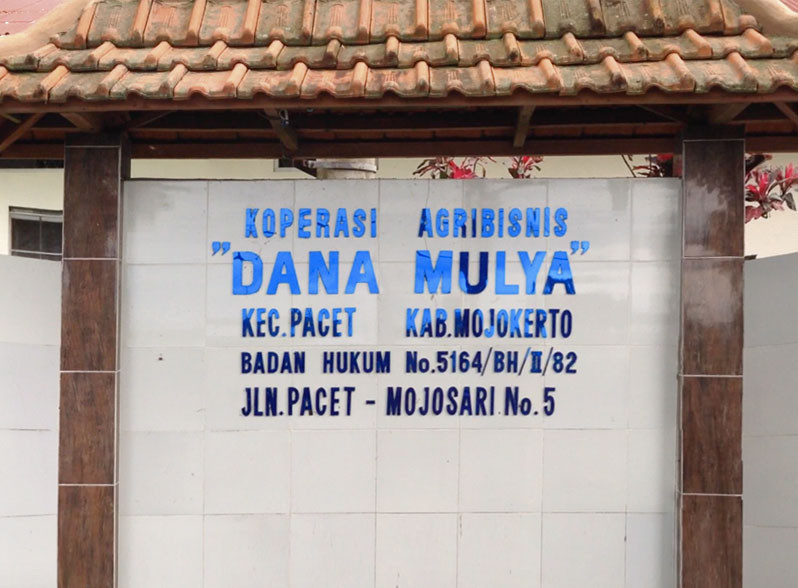 KOPERASI AGRIBISNIS
"DANA MULYA"
KEC.PACET KAB.MOJOKERTO
BADAN HUKUM No.5164/BH/II/82
JLN.PACET - MOJOSARI No.5